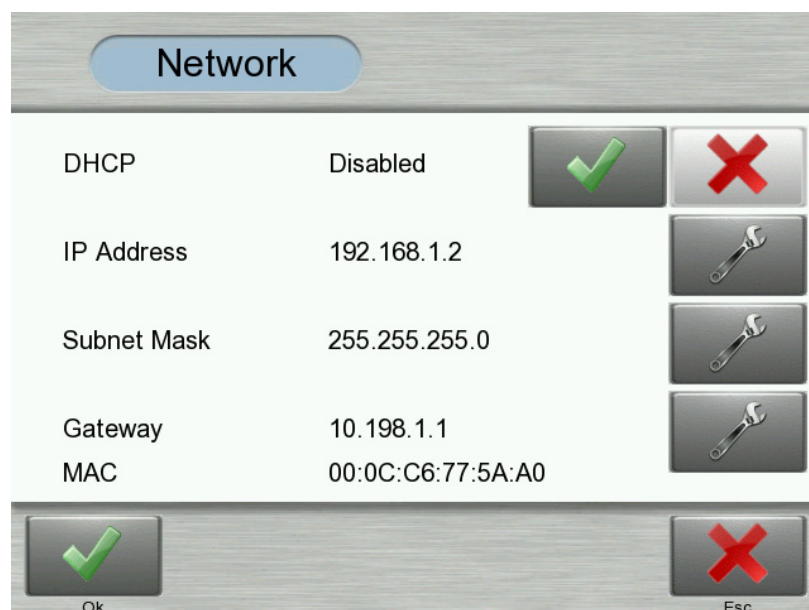 Network
DHCP Disabled
IP Address 192.168.1.2
Subnet Mask 255.255.255.0
Gateway 10.198.1.1
MAC 00:0C:C6:77:5A:A0
Ok Esc